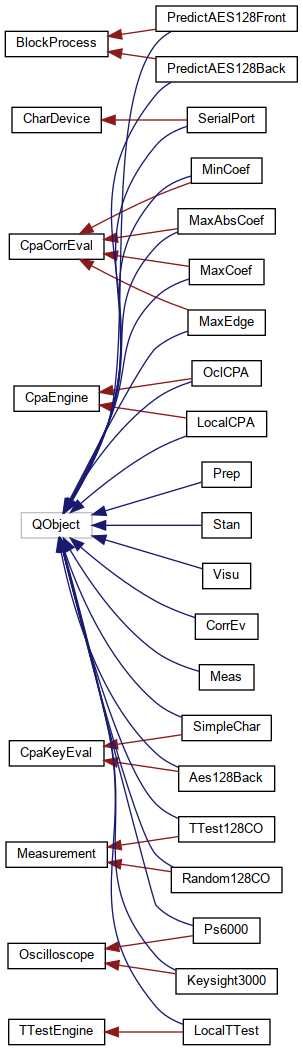 PredictAES128Front
BlockProcess
PredictAES128Back
CharDevice
SerialPort
MinCoef
MaxAbsCoef
CpaCorrEval
MaxCoef
MaxEdge
OclCPA
CpaEngine
LocalCPA
Prep
QObject
Stan
Visu
CorrEv
Meas
SimpleChar
CpaKeyEval
Aes128Back
TTest128CO
Measurement
Random128CO
Ps6000
Oscilloscope
Keysight3000
TTestEngine
LocalTTest